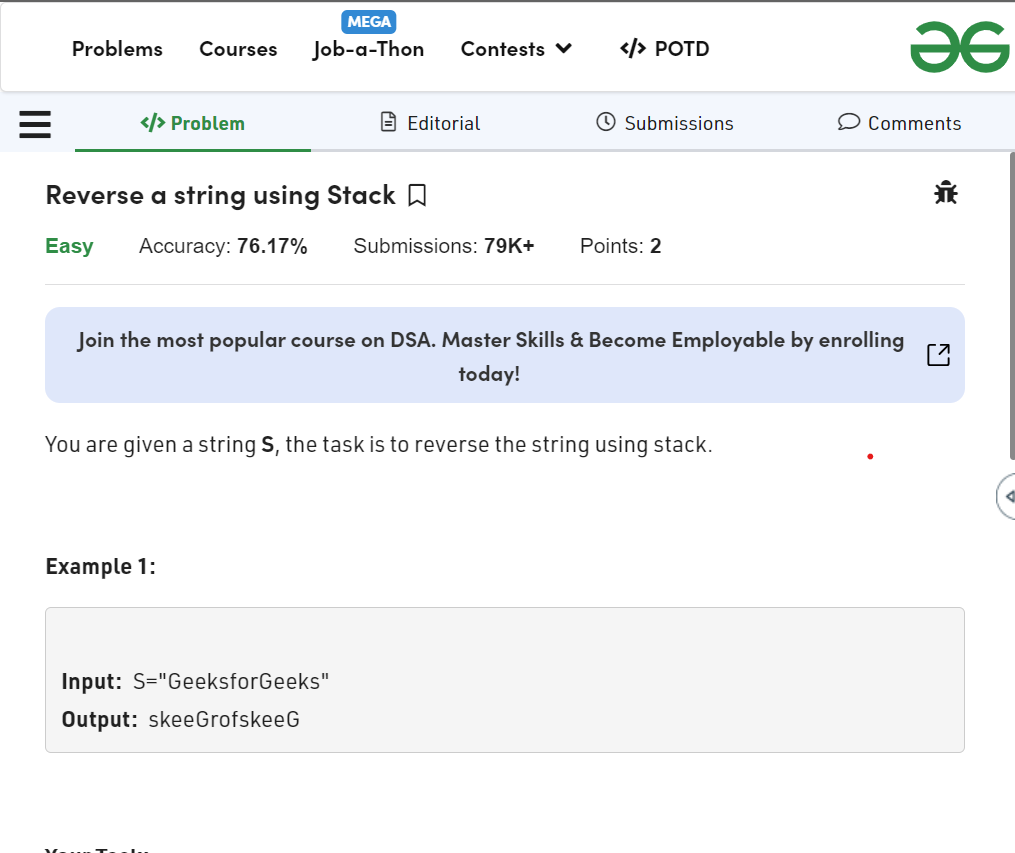 MEGA
Problems Courses Job-a-Thon Contests </> POTD
</> Problem Editorial Submissions Comments
Reverse a string using Stack
Easy Accuracy: 76.17% Submissions: 79K+ Points: 2
Join the most popular course on DSA. Master Skills & Become Employable by enrolling
today!
You are given a string S, the task is to reverse the string using stack.
Example 1:
Input: S="GeeksforGeeks"
Output: skeeGrofskeeG
Your Task: